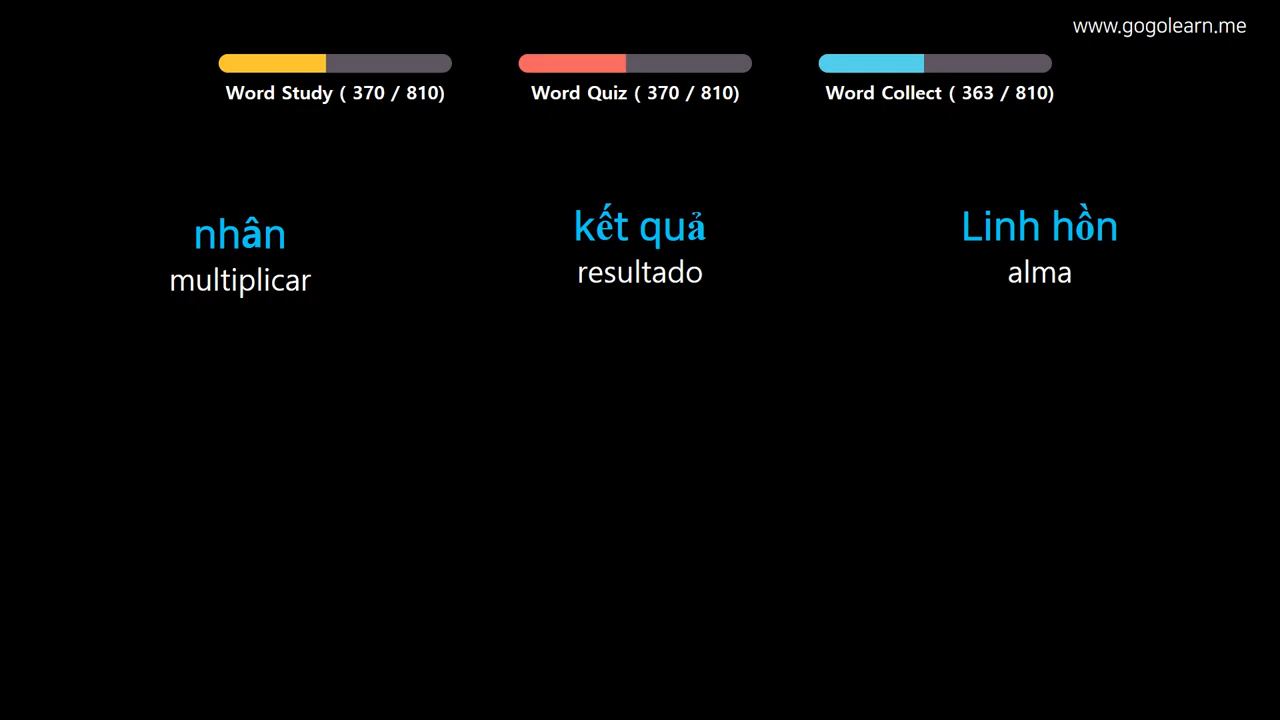 www.gogolearn.me
Word Study ( 370 / 810)
Word Quiz ( 370 / 810)
Word Collect ( 363 / 810)
nhân
multiplicar
kết quả
resultado
Linh hồn
alma